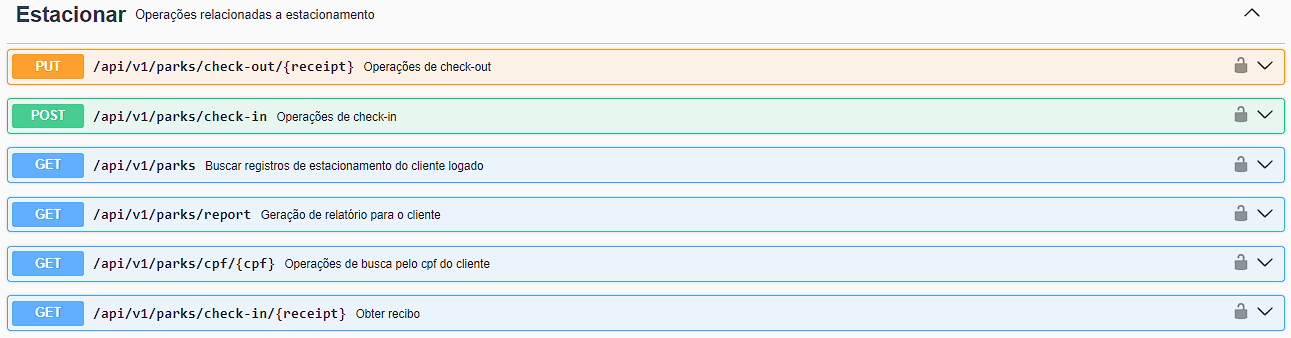 Estacionar Operações relacionadas a estacionamento
PUT /api/v1/parks/check-out/{receipt} Operações de check-out
POST /api/v1/parks/check-in Operações de check-in
GET /api/v1/parks Buscar registros de estacionamento do cliente logado
GET /api/v1/parks/report Geração de relatório para o cliente
GET /api/v1/parks/cpf/{cpf} Operações de busca pelo cpf do cliente
GET /api/v1/parks/check-in/{receipt} Obter recibo